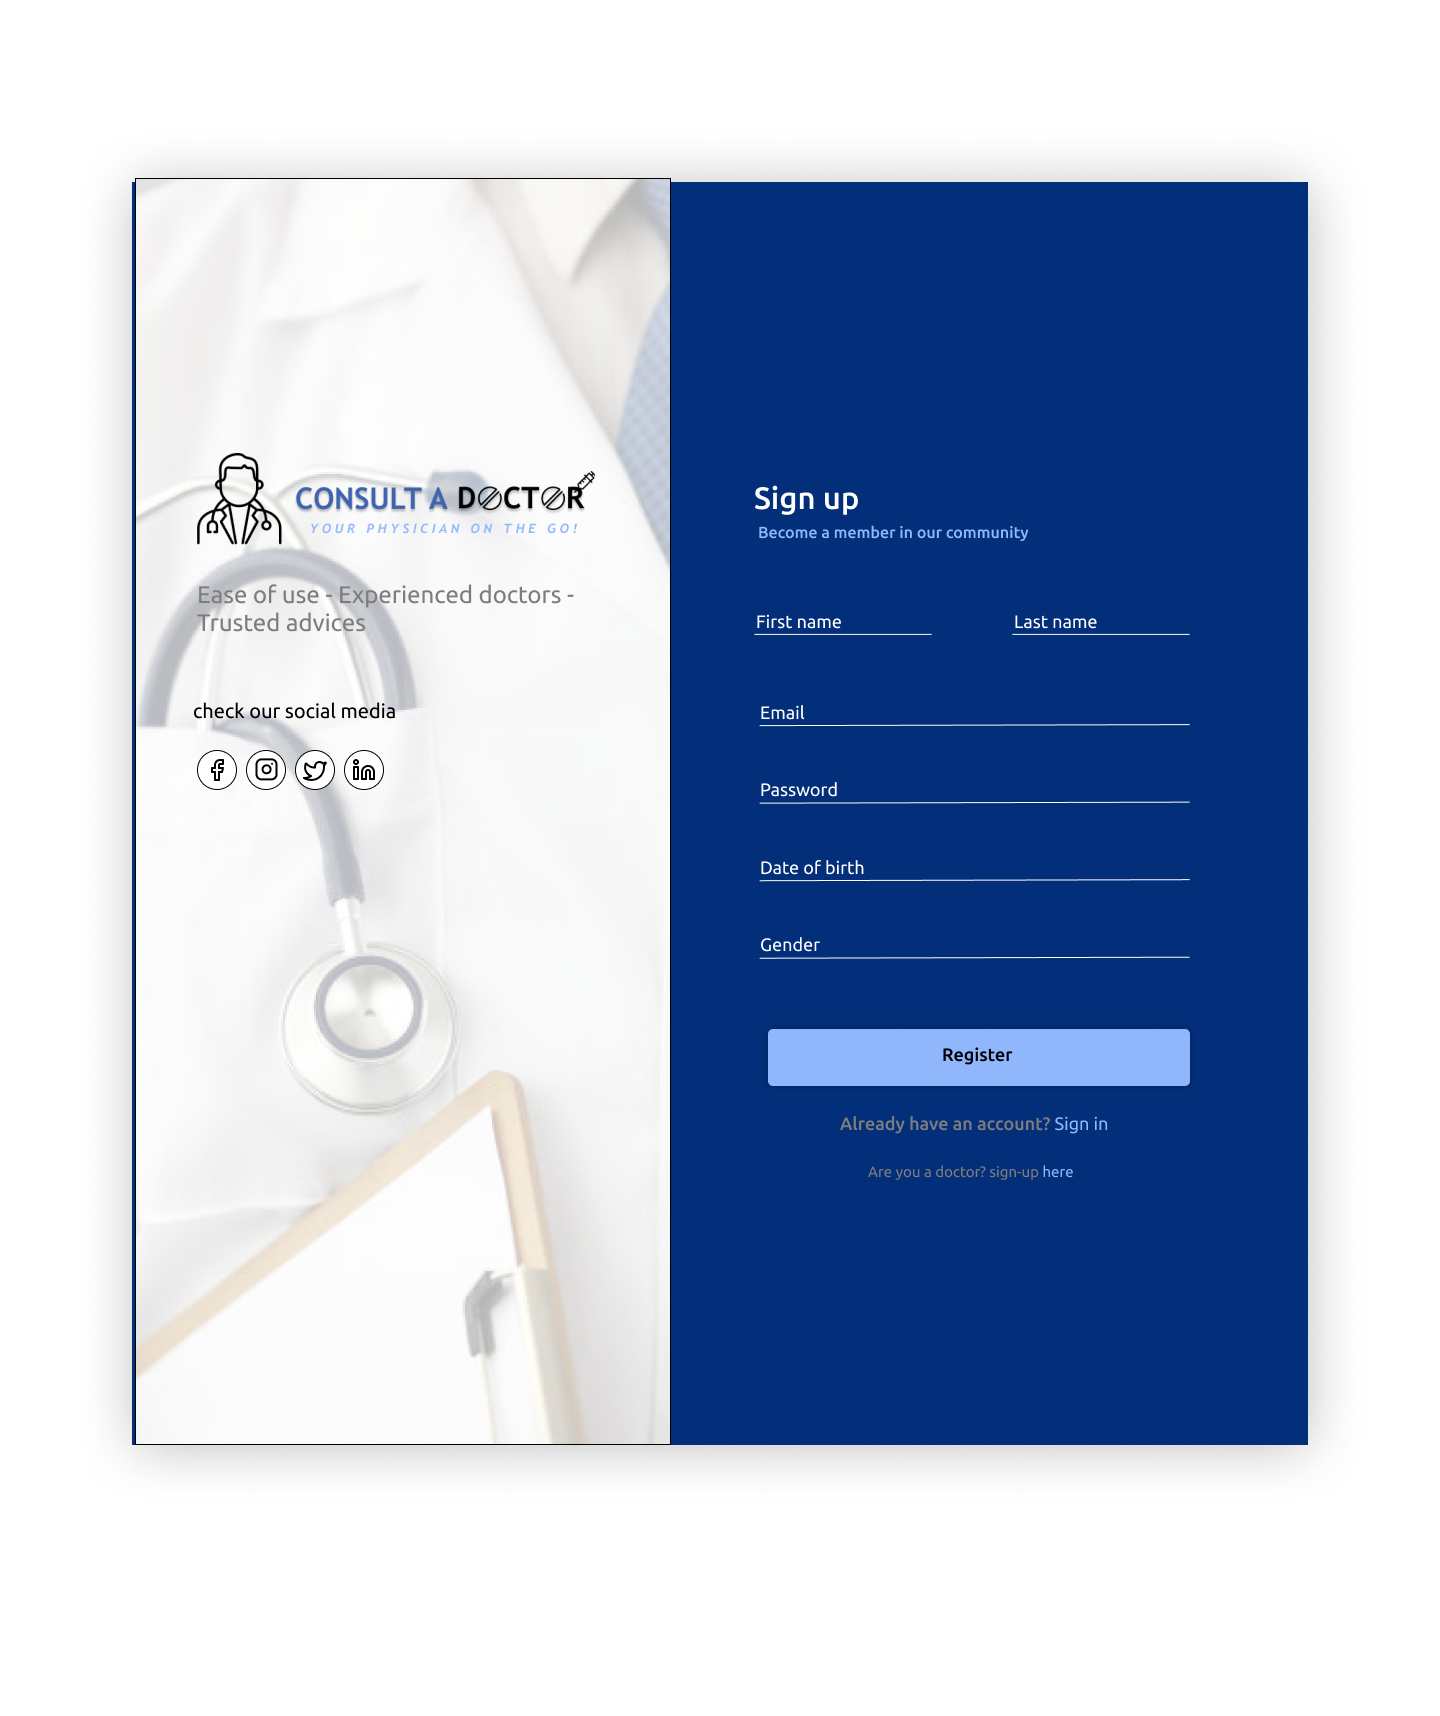 CONSULT A DOCTOR
YOUR PHYSICIAN ON THE GO!
Ease of use - Experienced doctors -
Trusted advices
check our social media
Sign up
Become a member in our community
First name
Last name
Email
Password
Date of birth
Gender
Register
Already have an account? Sign in
Are you a doctor? sign-up here